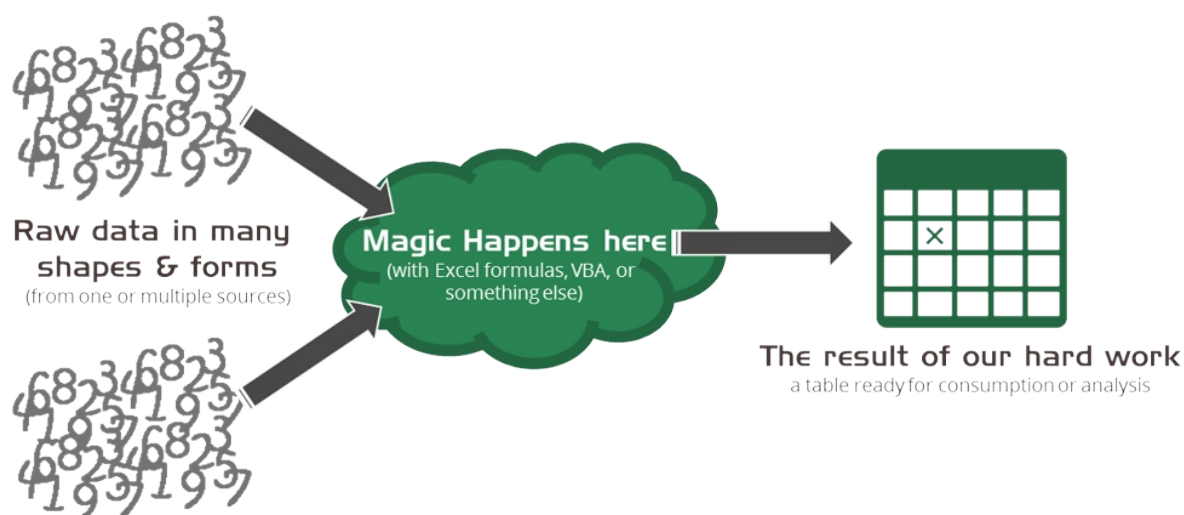 Raw data in many
shapes & forms
(from one or multiple sources)
Magic Happens here
(with Excel formulas, VBA, or
something else)
The result of our hard work
a table ready for consumption or analysis